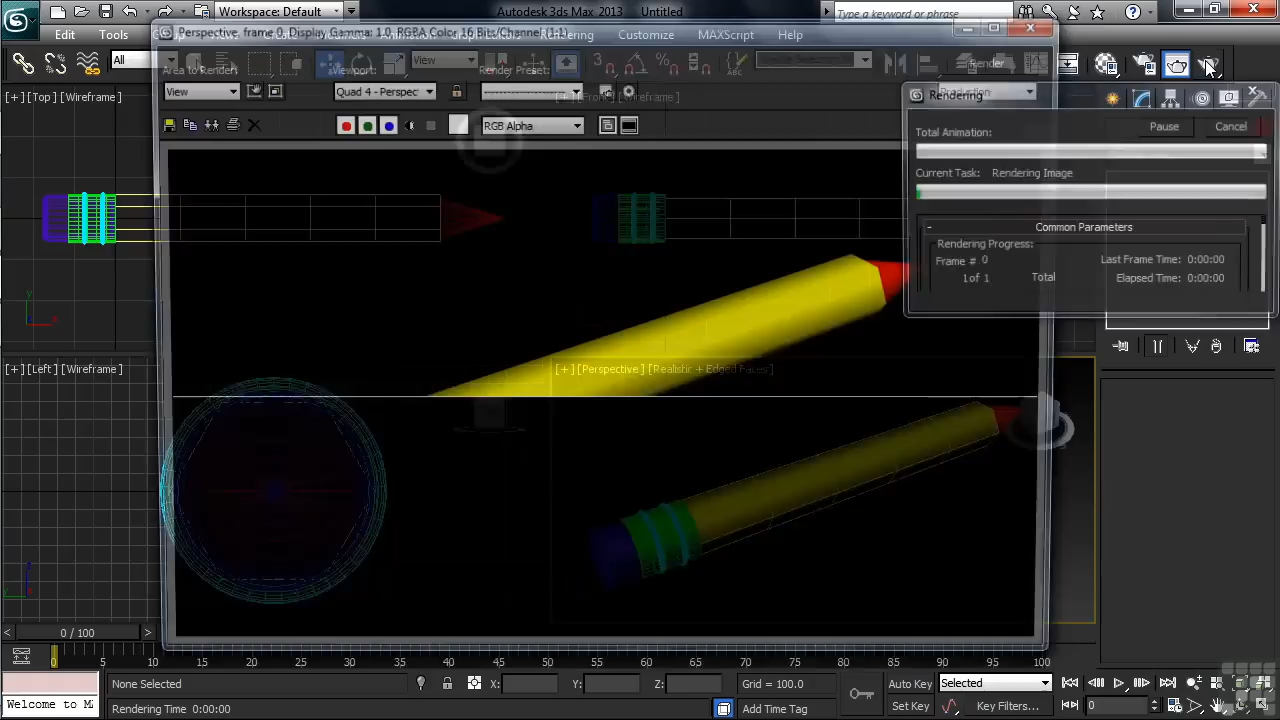 Workspace: Default
Autodesk 3ds Max 2013
Untitled
Type a keyword or phrase
Perspective, frame 0, Display Gamma: 1.0, RGBA Color 16 Bits/Channel (1:1)
Edit
Tools
Rendering
Customize
MAXScript
Help
All
View
Area to Render:
Viewport:
Render Preset:
Render
View
Quad 4 - Perspec
Production
[+] [Top] [Wireframe]
[+] [Front] [Wireframe]
RGB Alpha
Rendering
Total Animation:
Pause
Cancel
Current Task: Rendering Image
Common Parameters
Rendering Progress:
Frame # 0
Last Frame Time: 0:00:00
1 of 1
Total
Elapsed Time: 0:00:00
[+] [Left] [Wireframe]
[+] [Perspective] [Realistic + Edged Faces]
0 / 100
0 5 10 15 20 25 30 35 40 45 50 55 60 65 70 75 80 85 90 95 100
None Selected
X:
Y:
Z:
Grid = 100.0
Auto Key
Selected
Welcome to M
Rendering Time 0:00:00
Add Time Tag
Set Key
Key Filters...
0